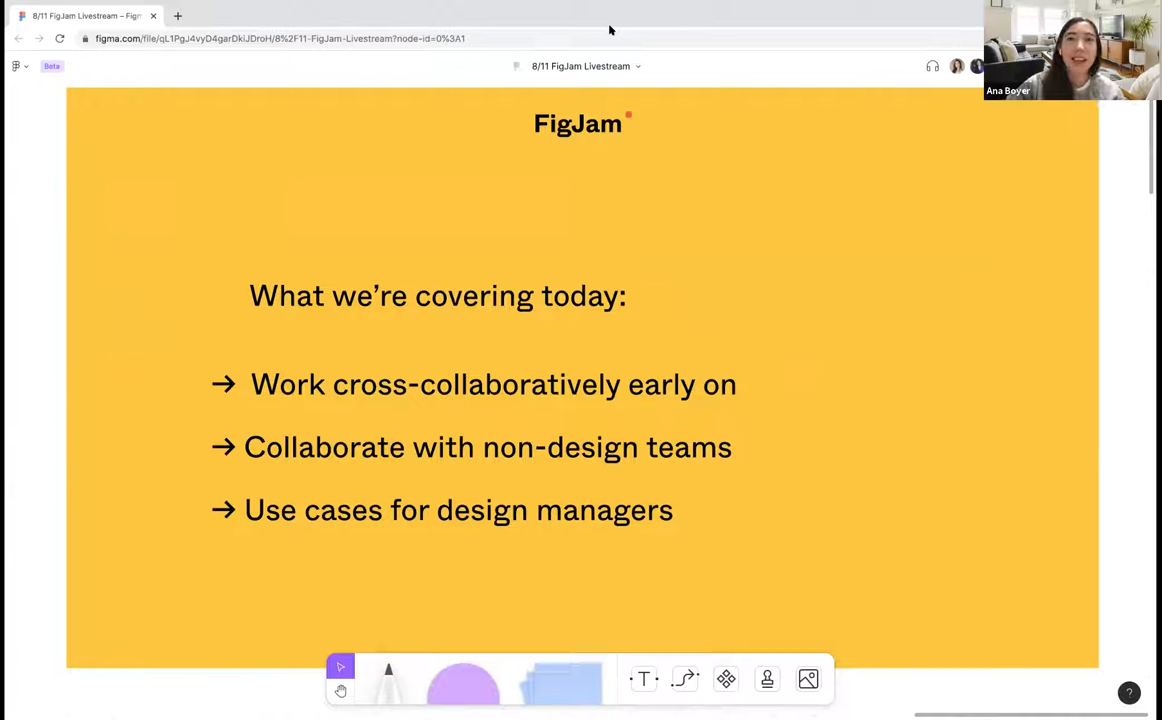 8/11 FigJam Livestream – Figm
figma.com/file/qL1PgJ4vyD4garDkiJDroH/8%2F11-FigJam-Livestream?node-id=0%3A1
Beta
8/11 FigJam Livestream
Ana Boyer
FigJam
What we're covering today:
→ Work cross-collaboratively early on
→ Collaborate with non-design teams
→ Use cases for design managers
T
?